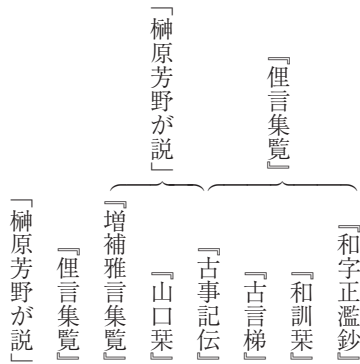 『俚言集覧』
「榊原芳野が説」
『和字正濫鈔』
『和訓栞』
『古言梯』
『古事記伝』
『山口栞』
『増補雅言集覧』
『俚言集覧』
「榊原芳野が説」